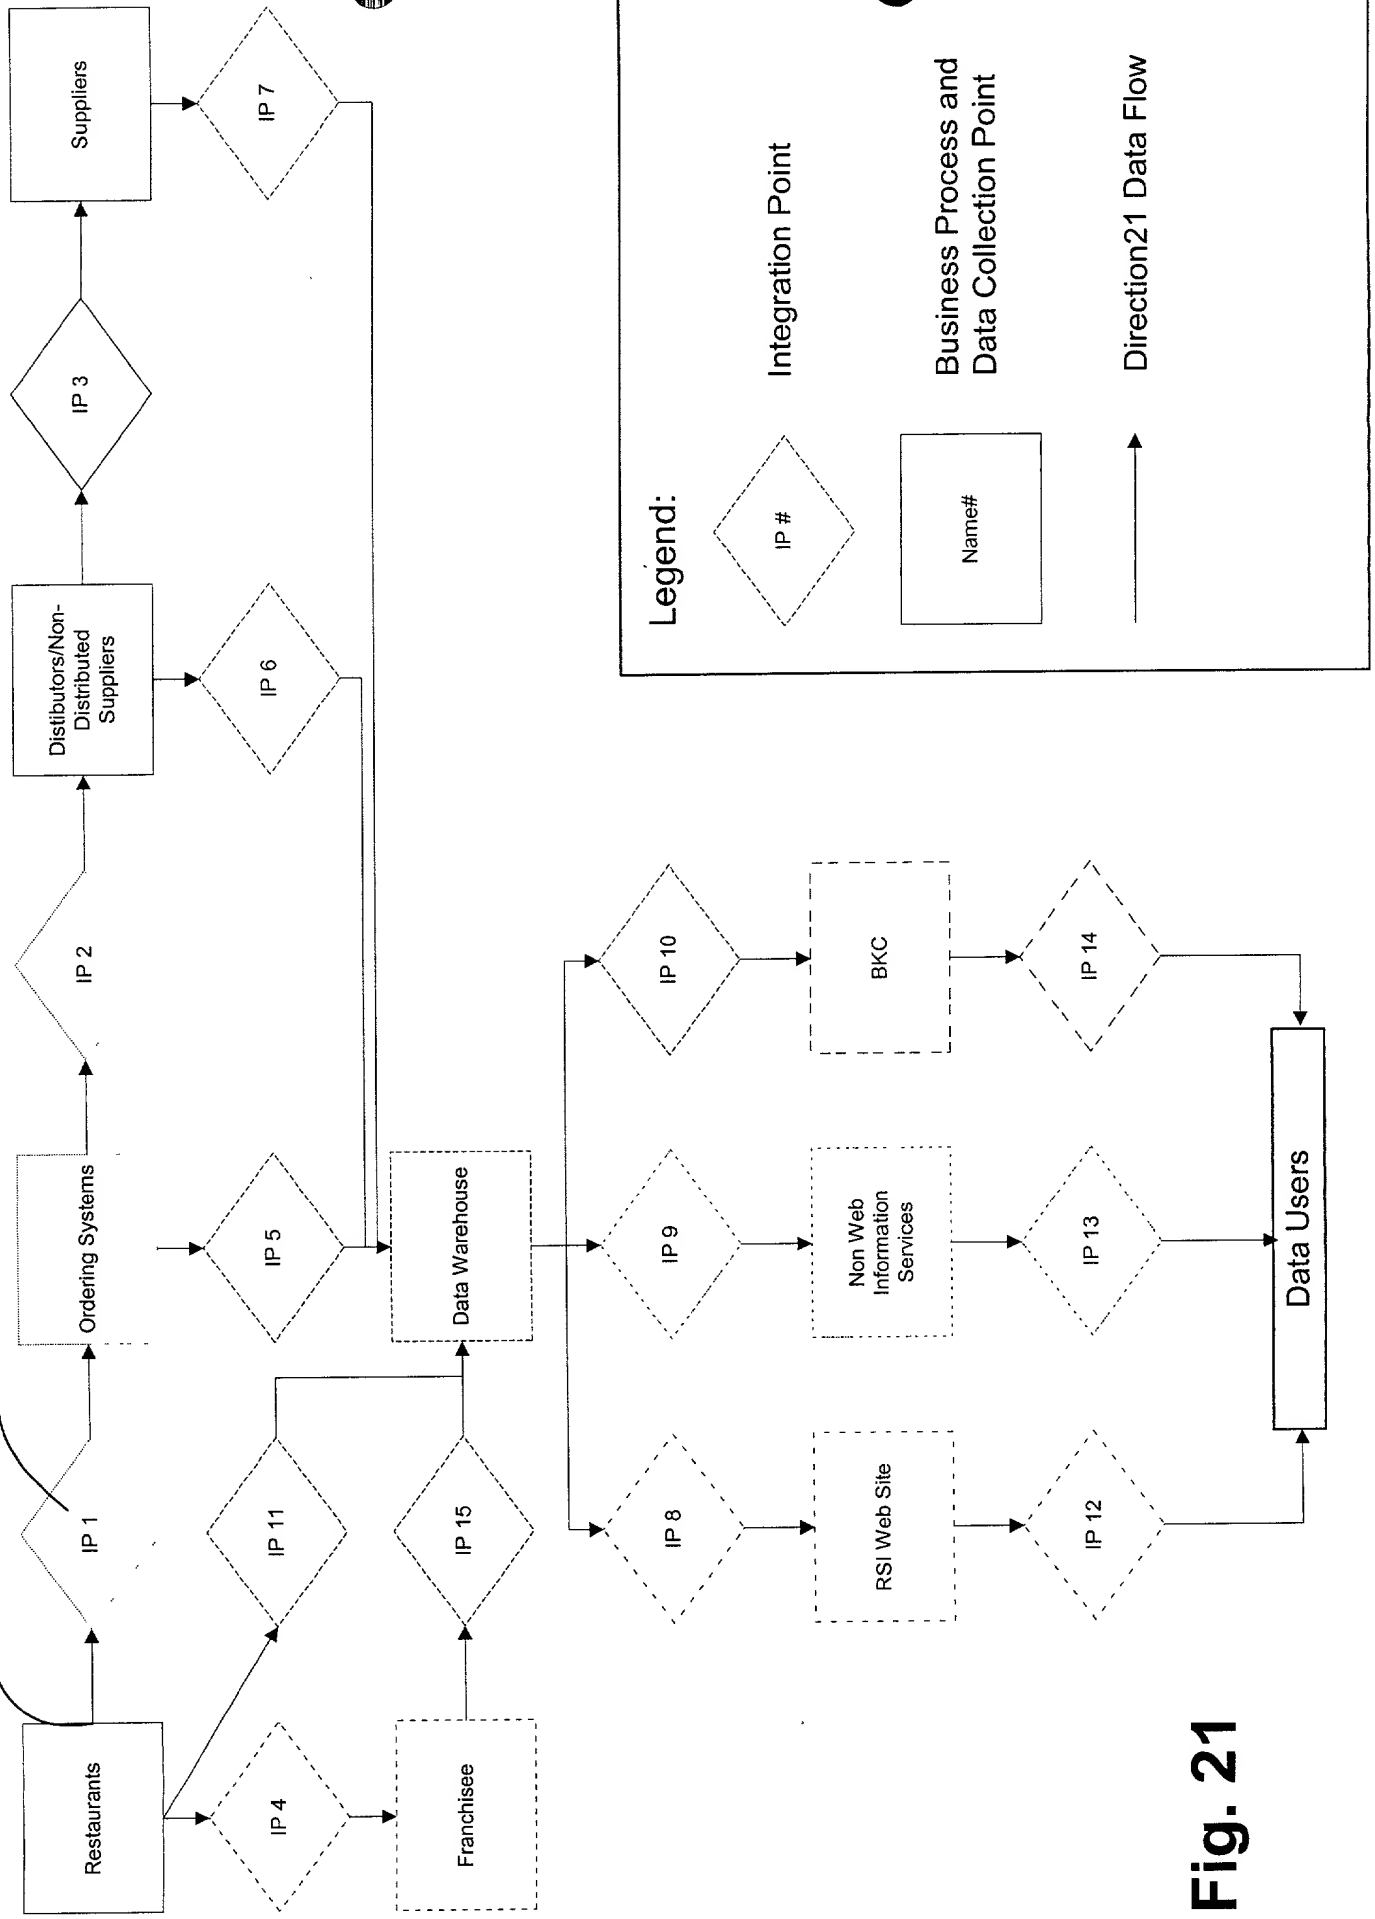 Restaurants
IP 1
Ordering Systems
IP 2
Distibutors/Non-
Distributed
Suppliers
IP 3
Suppliers
IP 4
IP 11
IP 5
IP 6
IP 7
Franchisee
IP 15
Data Warehouse
IP 8
IP 9
IP 10
RSI Web Site
Non Web
Information
Services
BKC
IP 12
IP 13
IP 14
Data Users
Legend:
IP #
Integration Point
Name#
Business Process and
Data Collection Point
Direction21 Data Flow
Fig. 21